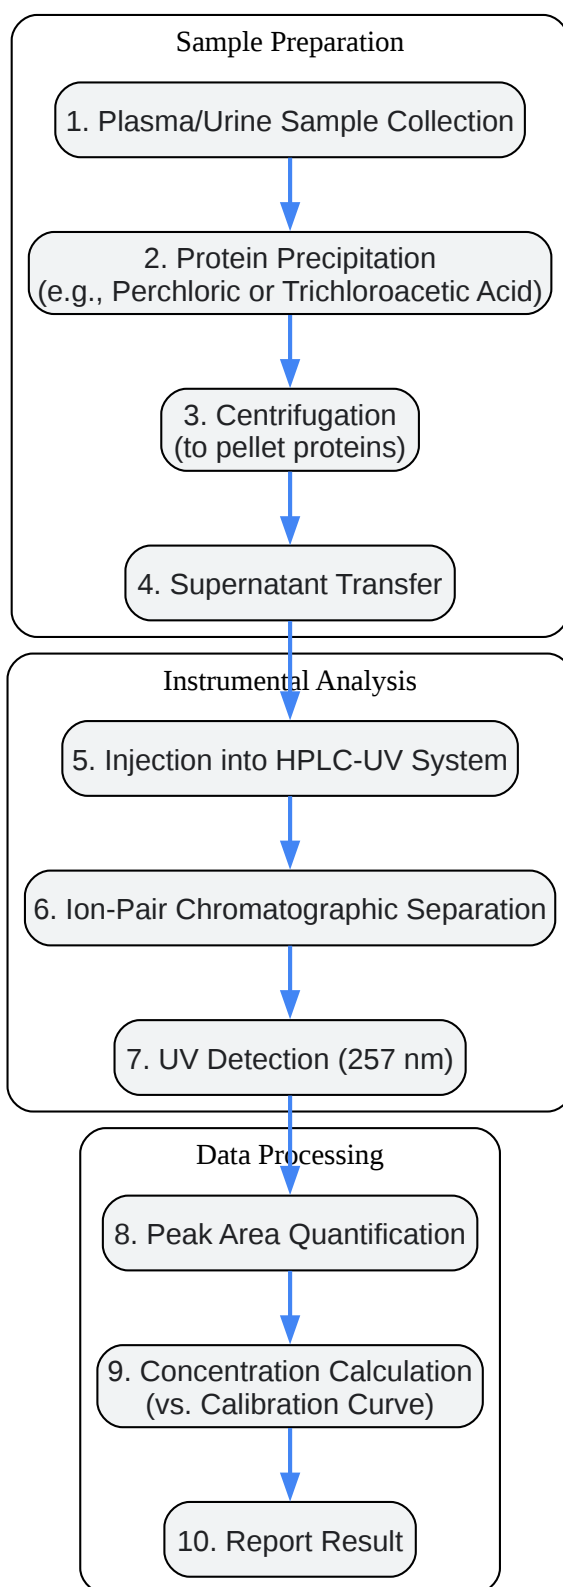 Sample Preparation
1. Plasma/Urine Sample Collection
2. Protein Precipitation
(e.g., Perchloric or Trichloroacetic Acid)
3. Centrifugation
(to pellet proteins)
4. Supernatant Transfer
Instrumental Analysis
5. Injection into HPLC-UV System
6. Ion-Pair Chromatographic Separation
7. UV Detection (257 nm)
Data Processing
8. Peak Area Quantification
9. Concentration Calculation
(vs. Calibration Curve)
10. Report Result